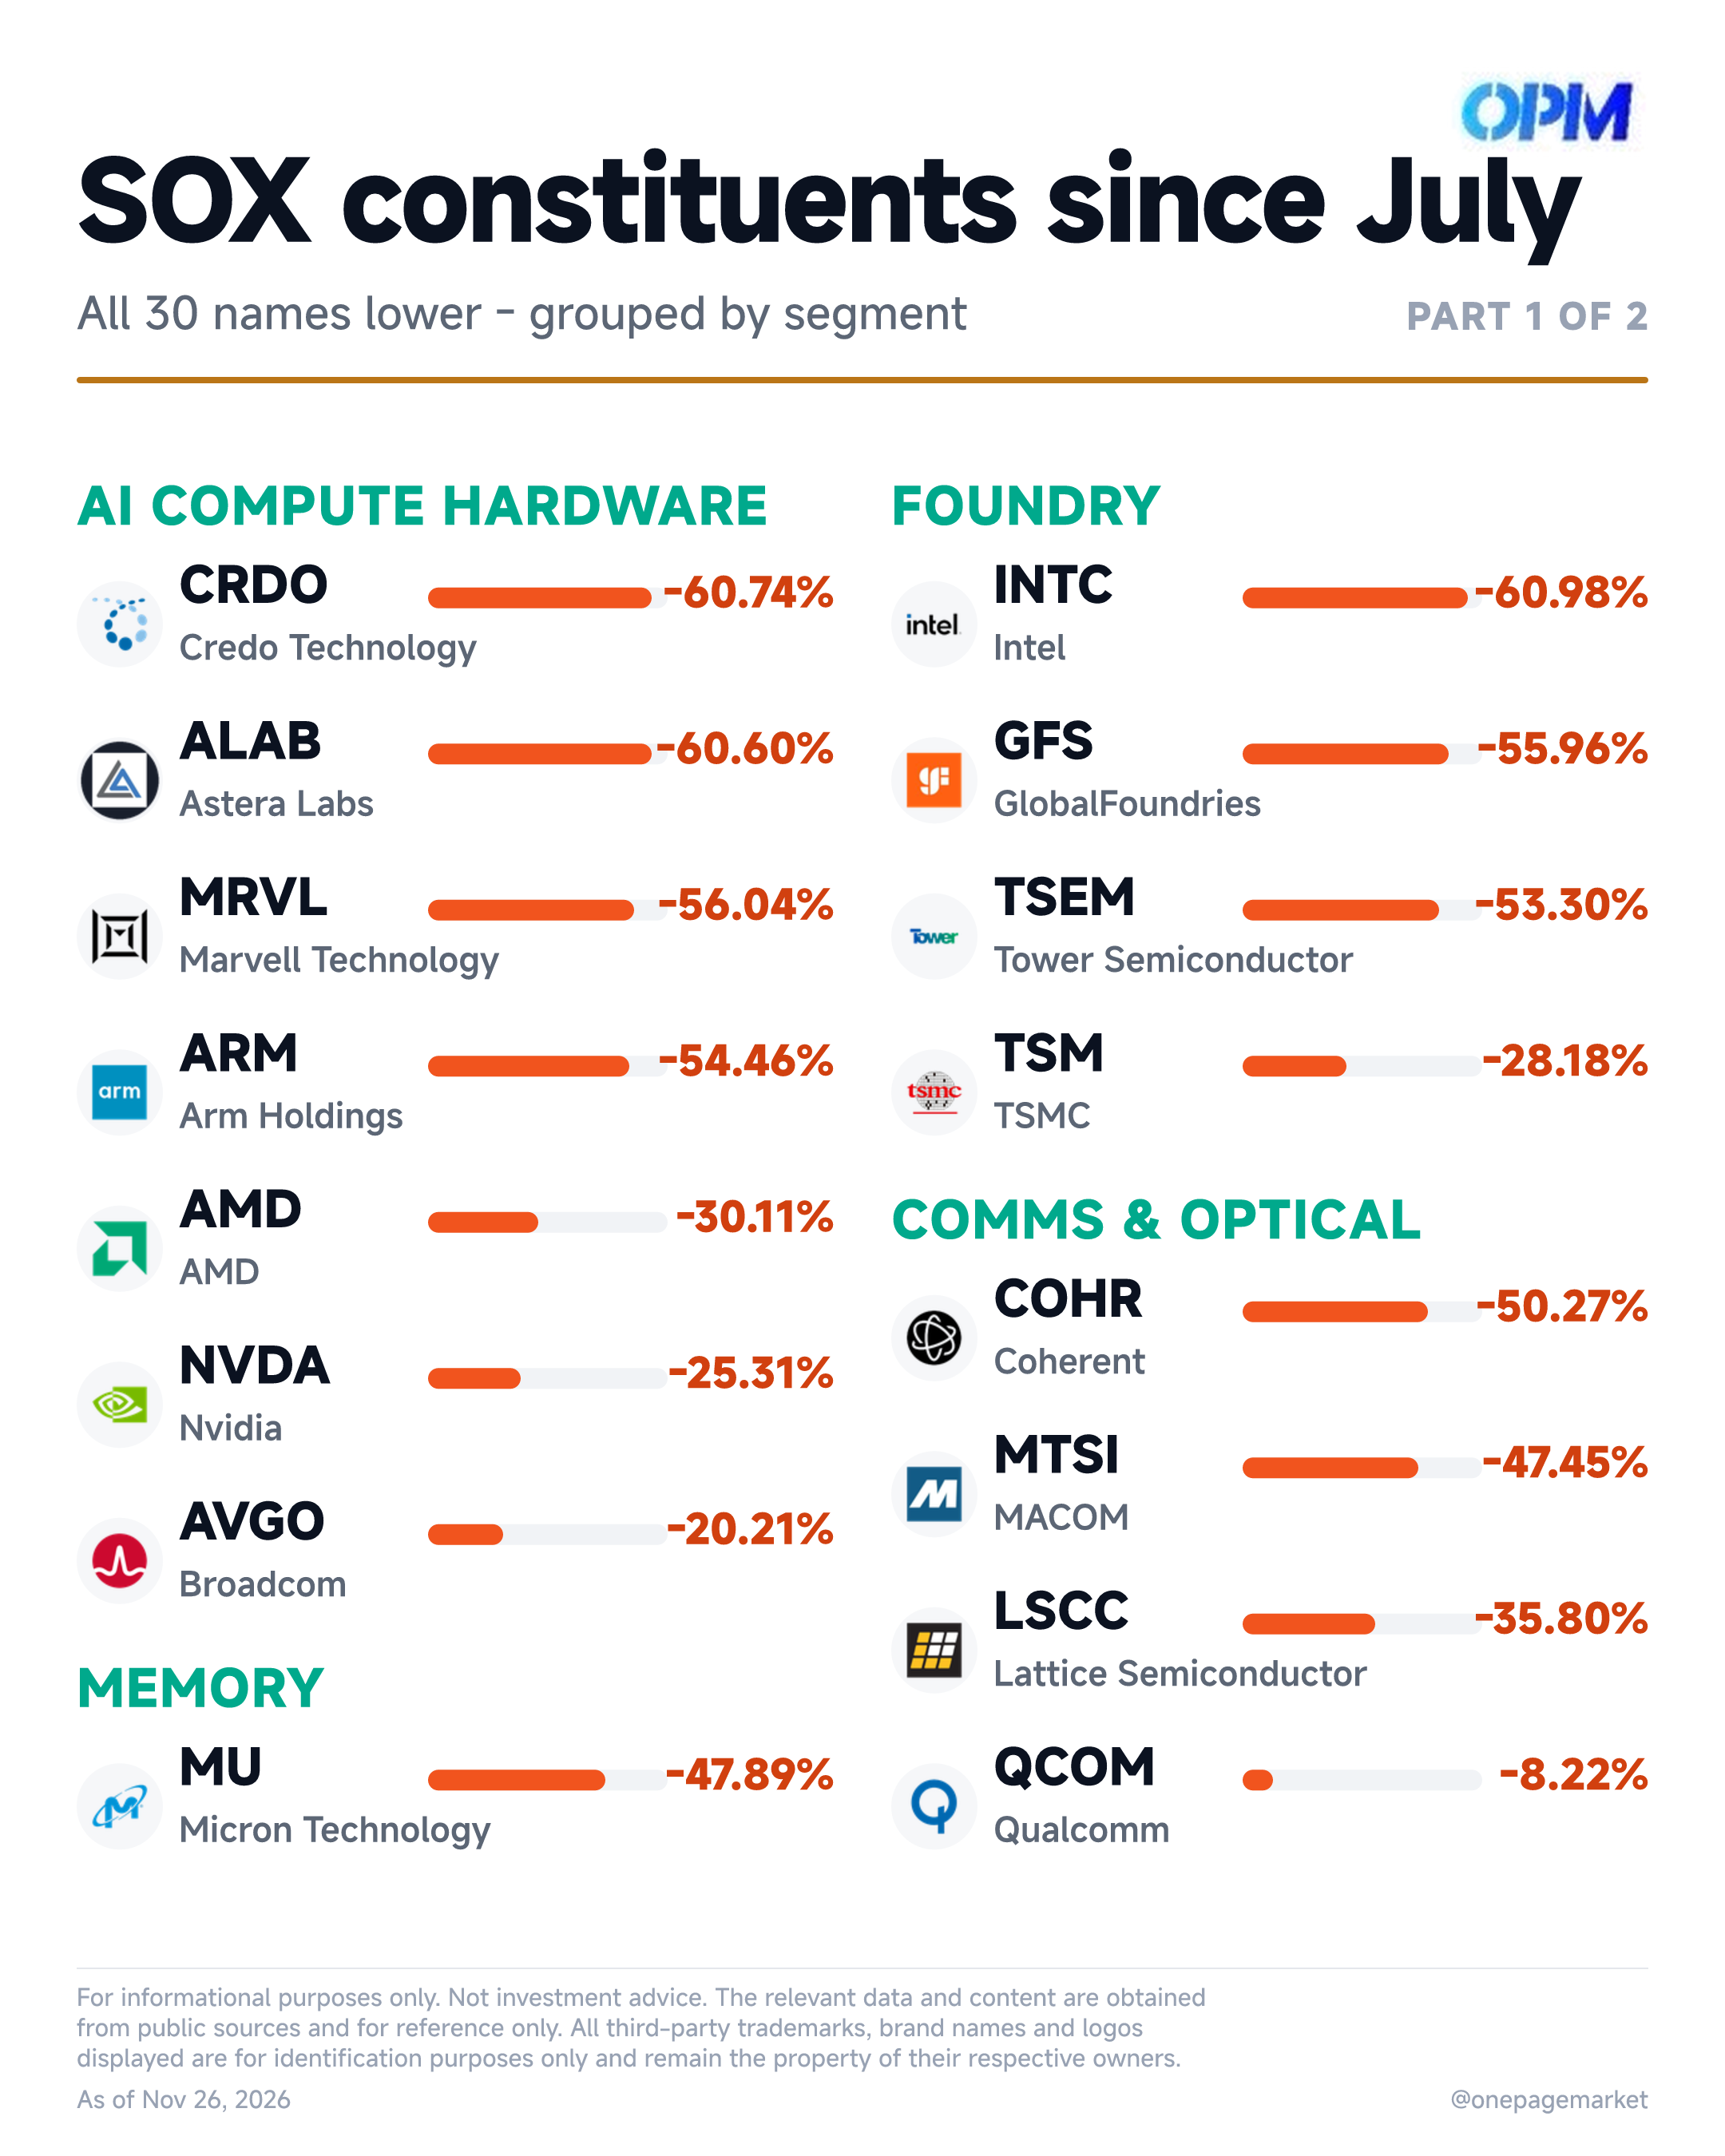 OPM
SOX constituents since July
All 30 names lower - grouped by segment
PART 1 OF 2
AI COMPUTE HARDWARE
CRDO
-60.74%
Credo Technology
ALAB
-60.60%
Astera Labs
MRVL
-56.04%
Marvell Technology
arm
ARM
-54.46%
Arm Holdings
AMD
-30.11%
AMD
NVDA
-25.31%
Nvidia
AVGO
-20.21%
Broadcom
MEMORY
MU
-47.89%
Micron Technology
FOUNDRY
intel.
INTC
-60.98%
Intel
GF
GFS
-55.96%
GlobalFoundries
Tower
TSEM
-53.30%
Tower Semiconductor
tsmc
TSM
-28.18%
TSMC
COMMS & OPTICAL
COHR
-50.27%
Coherent
MTSI
-47.45%
MACOM
LSCC
-35.80%
Lattice Semiconductor
QCOM
-8.22%
Qualcomm
For informational purposes only. Not investment advice. The relevant data and content are obtained
from public sources and for reference only. All third-party trademarks, brand names and logos
displayed are for identification purposes only and remain the property of their respective owners.
As of Nov 26, 2026
@onepagemarket